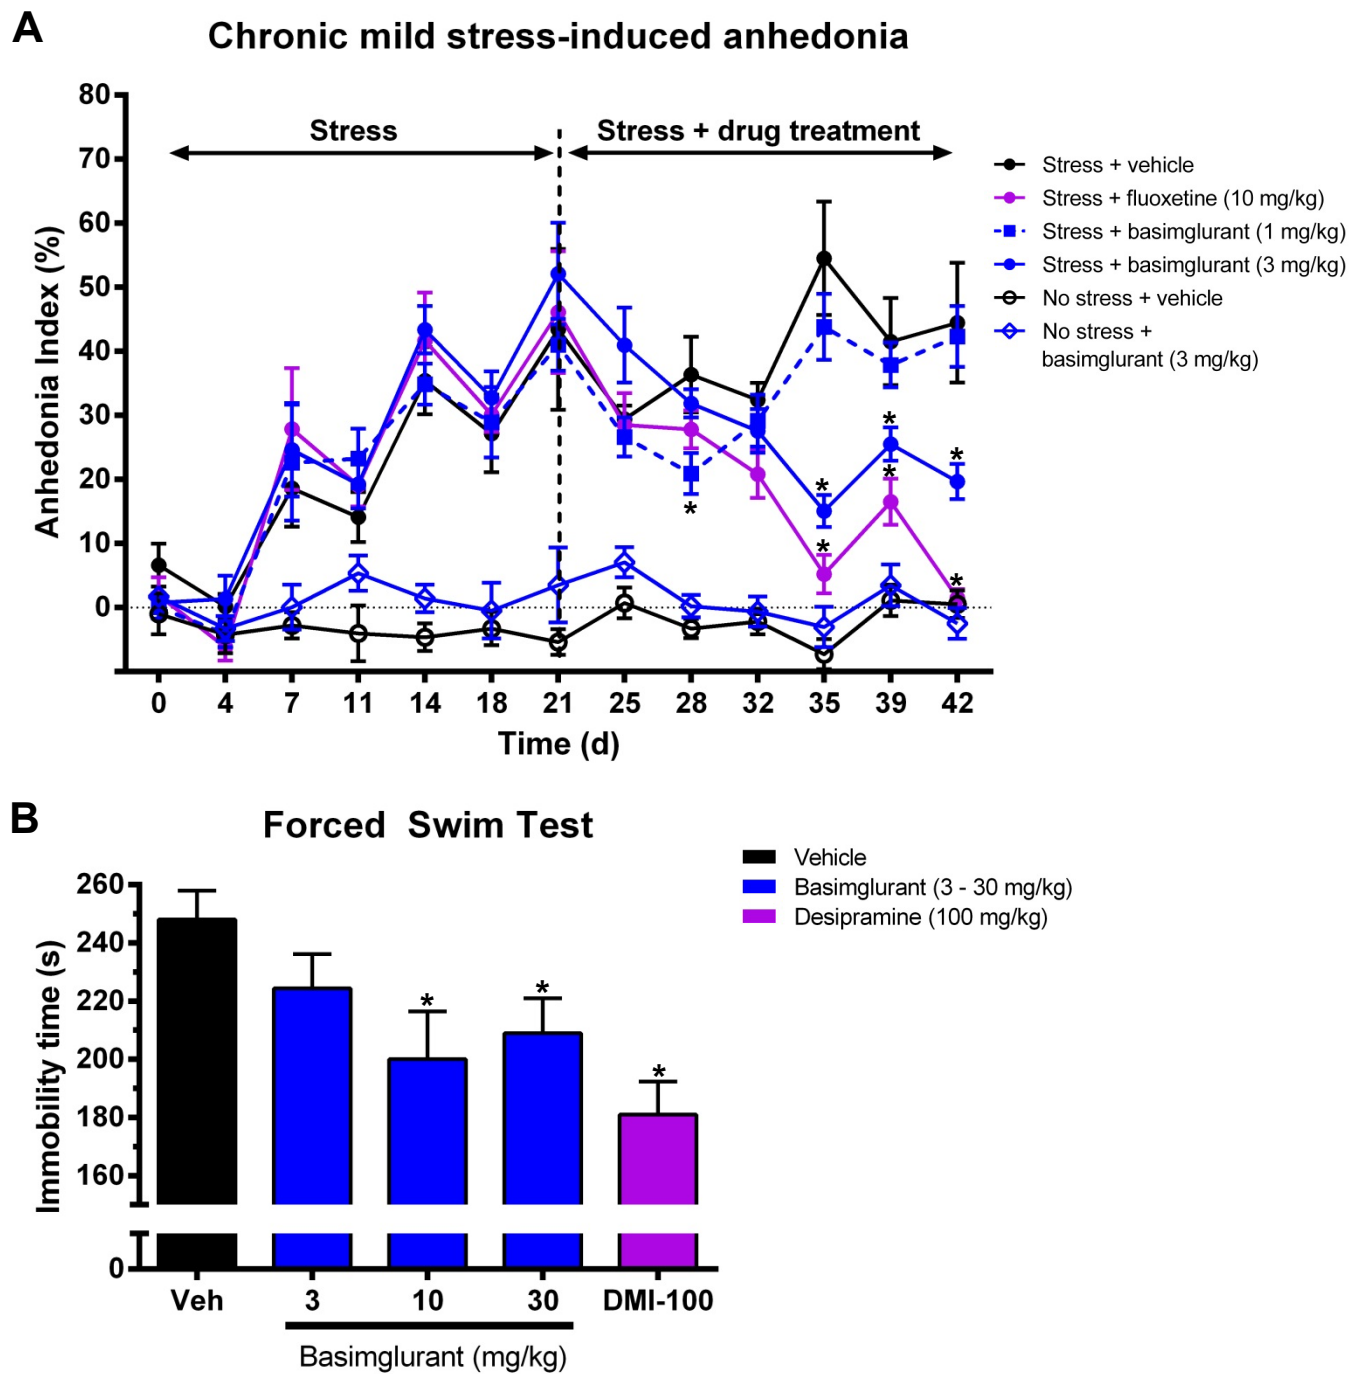 A
Chronic mild stress-induced anhedonia
Anhedonia Index (%)
80
70
60
50
40
30
20
10
0
Stress
Stress + drug treatment
Stress + vehicle
Stress + fluoxetine (10 mg/kg)
Stress + basimglurant (1 mg/kg)
Stress + basimglurant (3 mg/kg)
No stress + vehicle
No stress +
basimglurant (3 mg/kg)
*
*
*
*
*
*
*
0 4 7 11 14 18 21 25 28 32 35 39 42
Time (d)
B
Forced Swim Test
Immobility time (s)
260
240
220
200
180
160
0
Vehicle
Basimglurant (3 - 30 mg/kg)
Desipramine (100 mg/kg)
*
*
*
Veh 3 10 30 DMI-100
Basimglurant (mg/kg)